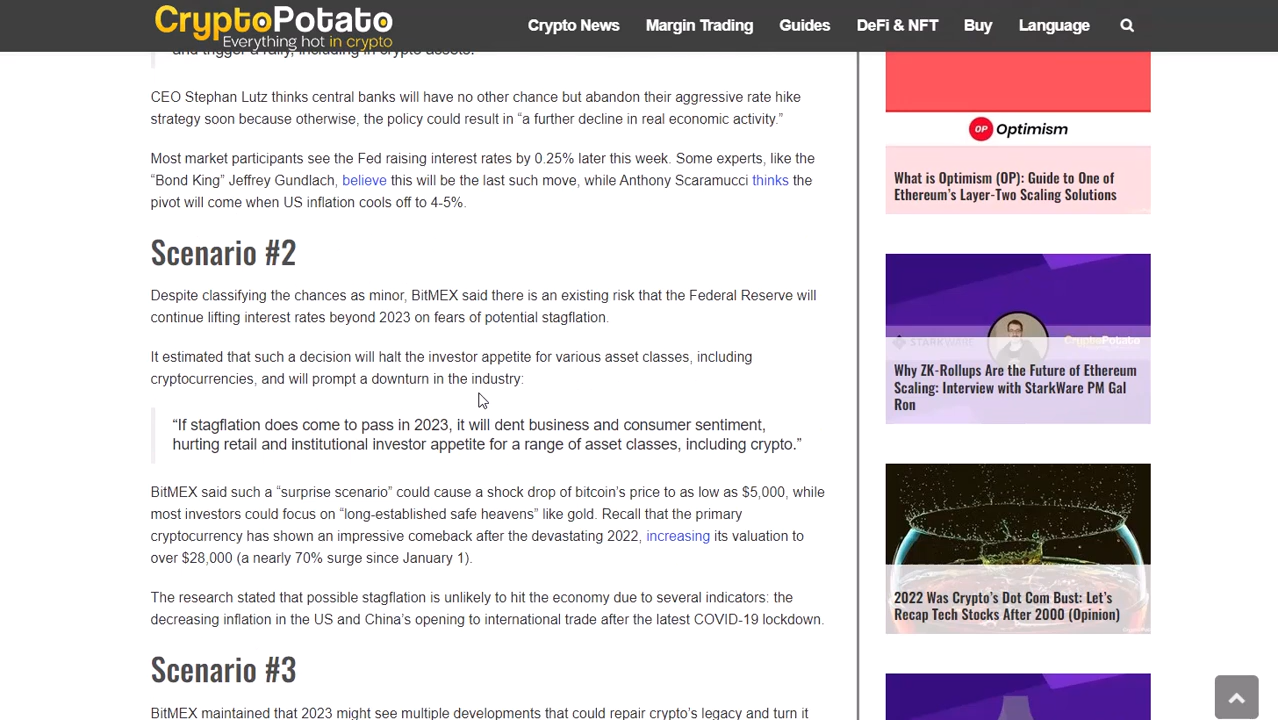 CryptoPotato
Everything hot in crypto
Crypto News
Margin Trading
Guides
DeFi & NFT
Buy
Language
and trigger a rally, including in crypto assets.
CEO Stephan Lutz thinks central banks will have no other chance but abandon their aggressive rate hike
strategy soon because otherwise, the policy could result in “a further decline in real economic activity.”
Most market participants see the Fed raising interest rates by 0.25% later this week. Some experts, like the
“Bond King” Jeffrey Gundlach, believe this will be the last such move, while Anthony Scaramucci thinks the
pivot will come when US inflation cools off to 4-5%.
Scenario #2
Despite classifying the chances as minor, BitMEX said there is an existing risk that the Federal Reserve will
continue lifting interest rates beyond 2023 on fears of potential stagflation.
It estimated that such a decision will halt the investor appetite for various asset classes, including
cryptocurrencies, and will prompt a downturn in the industry:
“If stagflation does come to pass in 2023, it will dent business and consumer sentiment,
hurting retail and institutional investor appetite for a range of asset classes, including crypto.”
BitMEX said such a “surprise scenario” could cause a shock drop of bitcoin’s price to as low as $5,000, while
most investors could focus on “long-established safe heavens” like gold. Recall that the primary
cryptocurrency has shown an impressive comeback after the devastating 2022, increasing its valuation to
over $28,000 (a nearly 70% surge since January 1).
The research stated that possible stagflation is unlikely to hit the economy due to several indicators: the
decreasing inflation in the US and China’s opening to international trade after the latest COVID-19 lockdown.
Scenario #3
BitMEX maintained that 2023 might see multiple developments that could repair crypto’s legacy and turn it
OP Optimism
What is Optimism (OP): Guide to One of
Ethereum’s Layer-Two Scaling Solutions
STARKWARE
CryptoPotato
Why ZK-Rollups Are the Future of Ethereum
Scaling: Interview with StarkWare PM Gal
Ron
2022 Was Crypto’s Dot Com Bust: Let’s
Recap Tech Stocks After 2000 (Opinion)
CryptoPotato